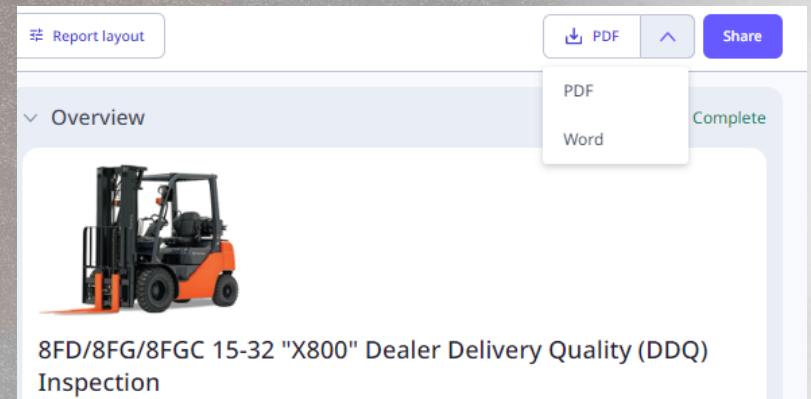 Report layout
PDF
Share
PDF
Word
Overview
Complete
8FD/8FG/8FGC 15-32 "X800" Dealer Delivery Quality (DDQ)
Inspection